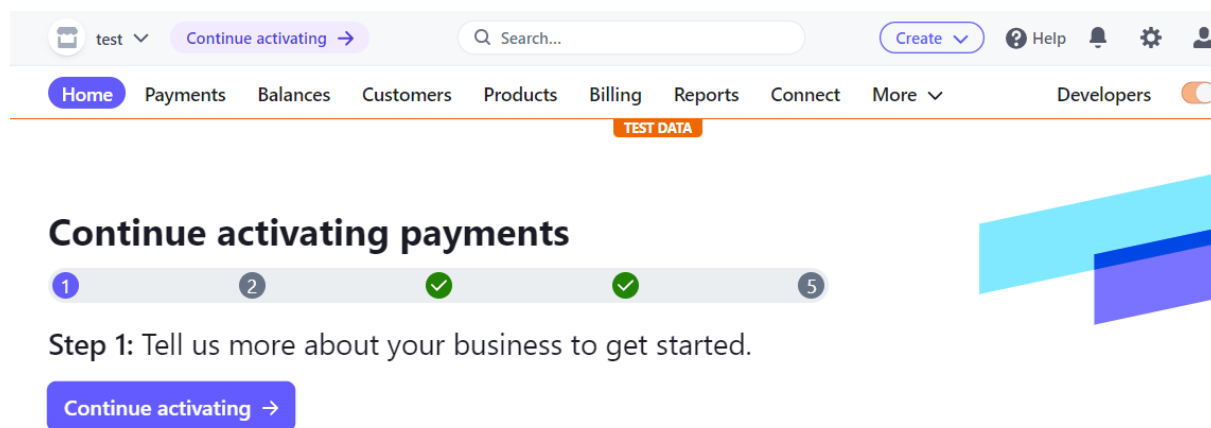 test Continue activating → Search... Create Help
Home Payments Balances Customers Products Billing Reports Connect More Developers
TEST DATA
Continue activating payments
1 2 5
Step 1: Tell us more about your business to get started.
Continue activating →